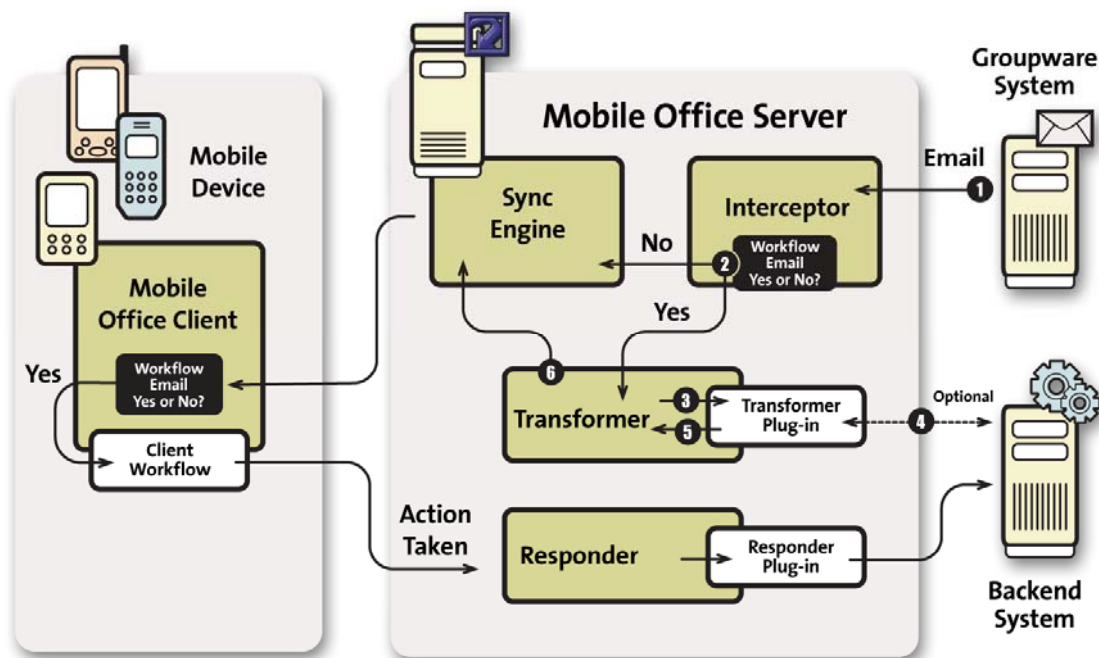 Groupware
System
Mobile Office Server
Mobile
Device
Email
1
Sync
Engine
Interceptor
No
2
Workflow
Email
Yes or No?
Mobile
Office Client
Yes
Yes
Workflow
Email
Yes or No?
6
Transformer
3
5
Transformer
Plug-in
4
Optional
Client
Workflow
Action
Taken
Responder
Responder
Plug-in
Backend
System